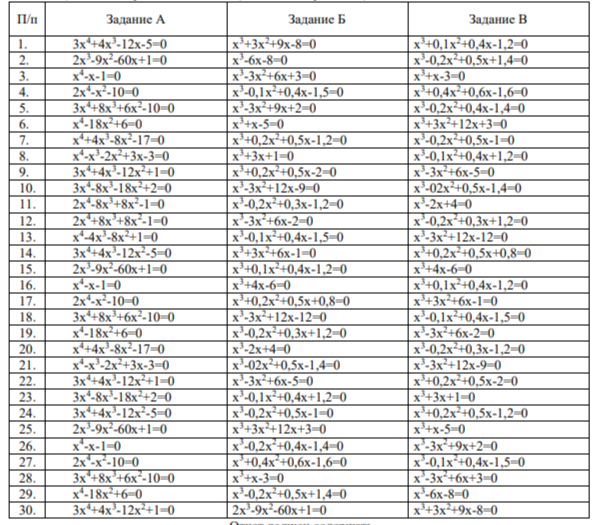 П/п Задание А Задание Б Задание В
1. 3x⁴+4x³-12x-5=0 x³+3x²+9x-8=0 x³+0,1x²+0,4x-1,2=0
2. 2x³-9x²-60x+1=0 x³-6x-8=0 x³-0,2x²+0,5x+1,4=0
3. x⁴-x-1=0 x³-3x²+6x+3=0 x³+x-3=0
4. 2x⁴-x²-10=0 x³-0,1x²+0,4x-1,5=0 x³+0,4x²+0,6x-1,6=0
5. 3x⁴+8x³+6x²-10=0 x³-3x²+9x+2=0 x³-0,2x²+0,4x-1,4=0
6. x⁴-18x²+6=0 x³+x-5=0 x³+3x²+12x+3=0
7. x⁴+4x³-8x²-17=0 x³+0,2x²+0,5x-1,2=0 x³-0,2x²+0,5x-1=0
8. x⁴-x³-2x²+3x-3=0 x³+3x+1=0 x³-0,1x²+0,4x+1,2=0
9. 3x⁴+4x³-12x²+1=0 x³+0,2x²+0,5x-2=0 x³-3x²+6x-5=0
10. 3x⁴-8x³-18x²+2=0 x³-3x²+12x-9=0 x³-02x²+0,5x-1,4=0
11. 2x⁴-8x³+8x²-1=0 x³-0,2x²+0,3x-1,2=0 x³-2x+4=0
12. 2x⁴+8x³+8x²-1=0 x³-3x²+6x-2=0 x³-0,2x²+0,3x+1,2=0
13. x⁴-4x³-8x²+1=0 x³-0,1x²+0,4x-1,5=0 x³-3x²+12x-12=0
14. 3x⁴+4x³-12x²-5=0 x³+3x²+6x-1=0 x³+0,2x²+0,5x+0,8=0
15. 2x³-9x²-60x+1=0 x³+0,1x²+0,4x-1,2=0 x³+4x-6=0
16. x⁴-x-1=0 x³+4x-6=0 x³+0,1x²+0,4x-1,2=0
17. 2x⁴-x²-10=0 x³+0,2x²+0,5x+0,8=0 x³+3x²+6x-1=0
18. 3x⁴+8x³+6x²-10=0 x³-3x²+12x-12=0 x³-0,1x²+0,4x-1,5=0
19. x⁴-18x²+6=0 x³-0,2x²+0,3x+1,2=0 x³-3x²+6x-2=0
20. x⁴+4x³-8x²-17=0 x³-2x+4=0 x³-0,2x²+0,3x-1,2=0
21. x⁴-x³-2x²+3x-3=0 x³-02x²+0,5x-1,4=0 x³-3x²+12x-9=0
22. 3x⁴+4x³-12x²+1=0 x³-3x²+6x-5=0 x³+0,2x²+0,5x-2=0
23. 3x⁴-8x³-18x²+2=0 x³-0,1x²+0,4x+1,2=0 x³+3x+1=0
24. 3x⁴+4x³-12x²-5=0 x³-0,2x²+0,5x-1=0 x³+0,2x²+0,5x-1,2=0
25. 2x³-9x²-60x+1=0 x³+3x²+12x+3=0 x³+x-5=0
26. x⁴-x-1=0 x³-0,2x²+0,4x-1,4=0 x³-3x²+9x+2=0
27. 2x⁴-x²-10=0 x³+0,4x²+0,6x-1,6=0 x³-0,1x²+0,4x-1,5=0
28. 3x⁴+8x³+6x²-10=0 x³+x-3=0 x³-3x²+6x+3=0
29. x⁴-18x²+6=0 x³-0,2x²+0,5x+1,4=0 x³-6x-8=0
30. 3x⁴+4x³-12x²+1=0 2x³-9x²-60x+1=0 x³+3x²+9x-8=0